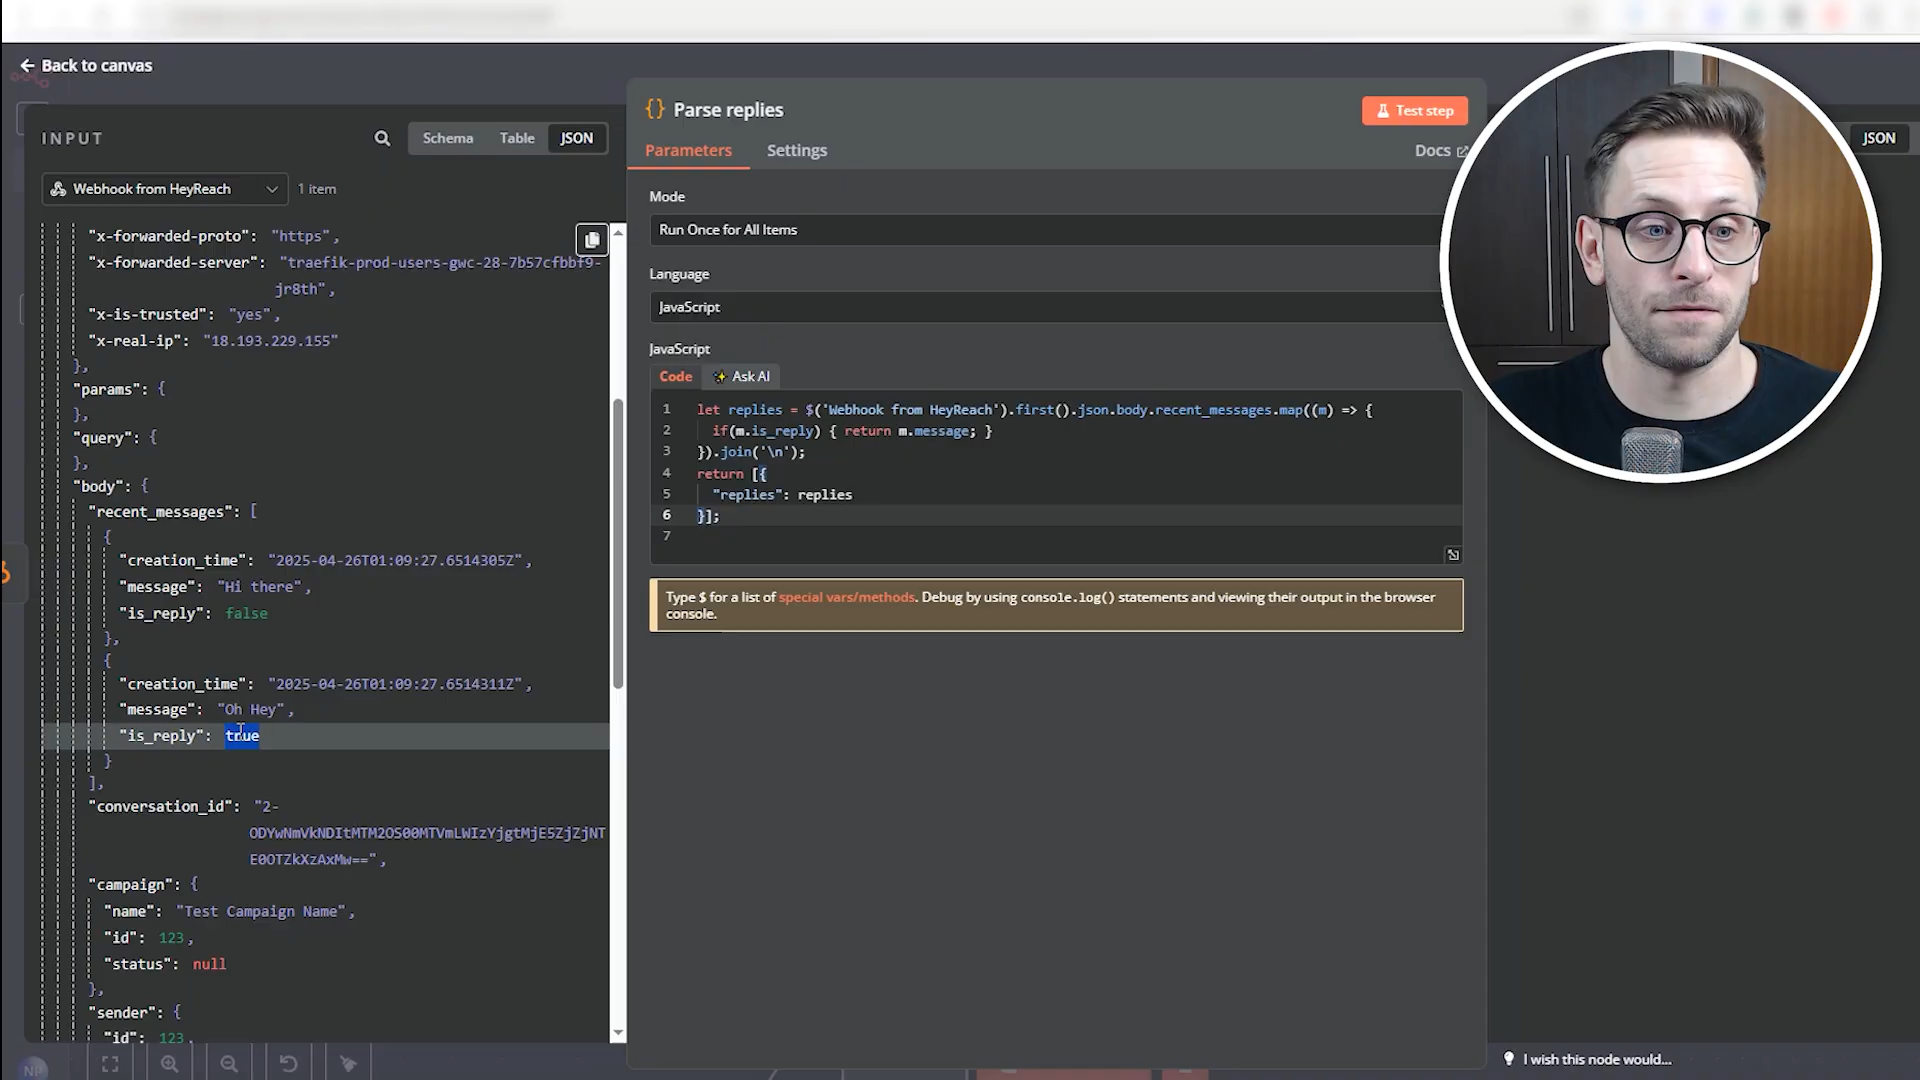 Back to canvas
INPUT
Schema
Table
JSON
Webhook from HeyReach
1 item
"x-forwarded-proto": "https",
"x-forwarded-server": "traefik-prod-users-gwc-28-7b57cfbbf9-
jr8th",
"x-is-trusted": "yes",
"x-real-ip": "18.193.229.155"
},
"params": {
},
"query": {
},
"body": {
"recent_messages": [
{
"creation_time": "2025-04-26T01:09:27.6514305Z",
"message": "Hi there",
"is_reply": false
},
{
"creation_time": "2025-04-26T01:09:27.6514311Z",
"message": "Oh Hey",
"is_reply": true
}
],
"conversation_id": "2-
ODYwNmVkNDItMTM2OS00MTVmLWIzYjgtMjE5ZjZjNT
E0OTZkXzAxMw==",
"campaign": {
"name": "Test Campaign Name",
"id": 123,
"status": null
},
"sender": {
"id": 123,
NP
{} Parse replies
Test step
Parameters
Settings
Docs
Mode
Run Once for All Items
Language
JavaScript
JavaScript
Code
Ask AI
1 let replies = $('Webhook from HeyReach').first().json.body.recent_messages.map((m) => {
2 if(m.is_reply) { return m.message; }
3 }).join('\n');
4 return [{
5 "replies": replies
6 }];
7
Type $ for a list of special vars/methods. Debug by using console.log() statements and viewing their output in the browser
console.
JSON
I wish this node would...